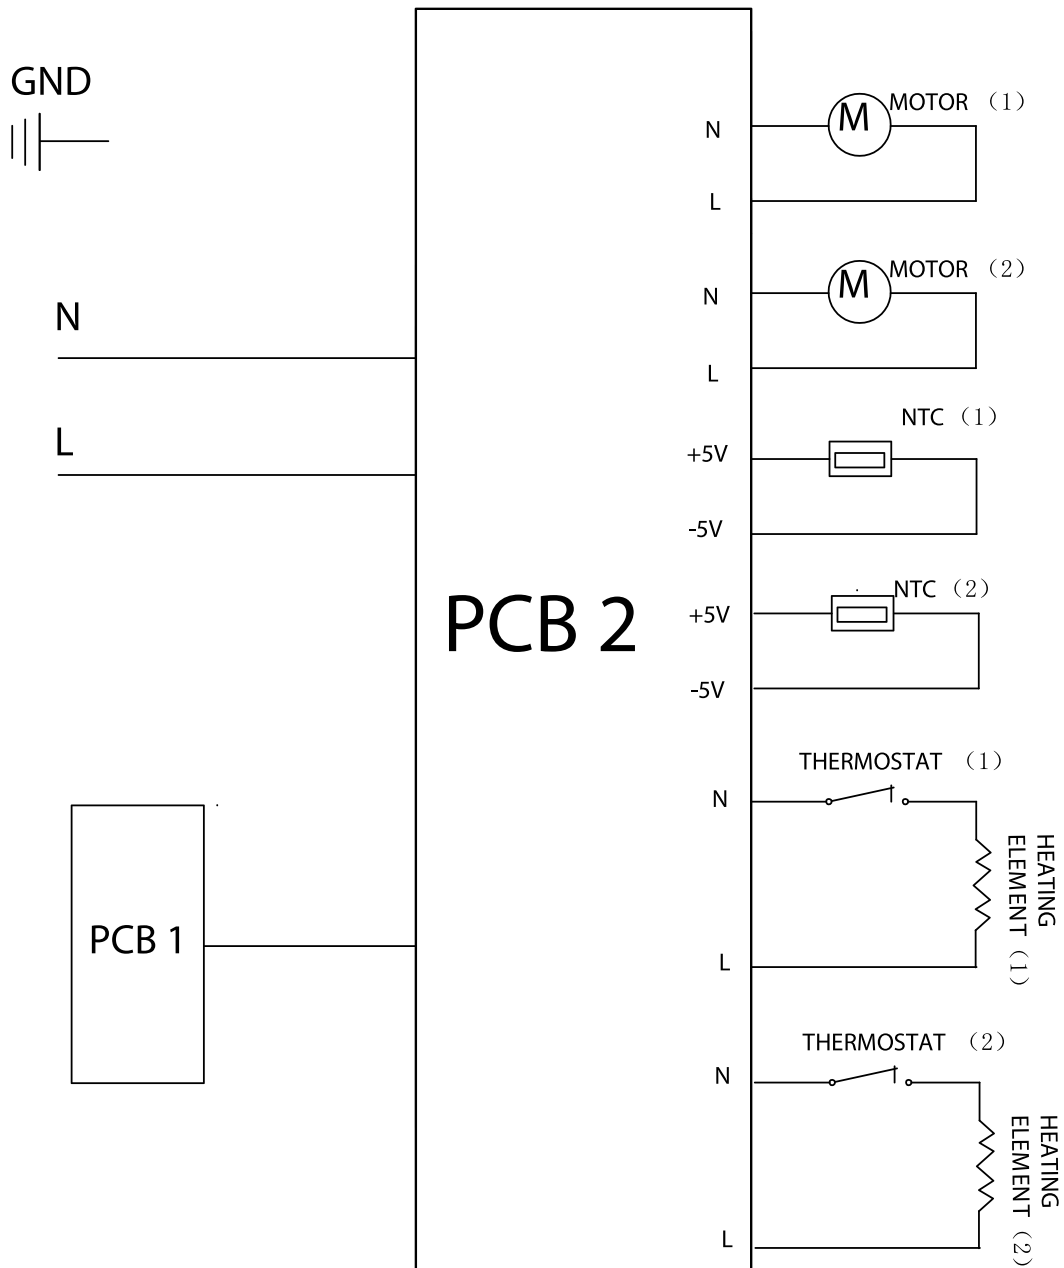 GND
N
L
PCB 1
PCB 2
N
MOTOR （1）
L
N
MOTOR （2）
L
NTC （1）
+5V
-5V
NTC （2）
+5V
-5V
THERMOSTAT （1）
N
HEATING
ELEMENT （1）
L
THERMOSTAT （2）
N
HEATING
ELEMENT （2）
L
M
M